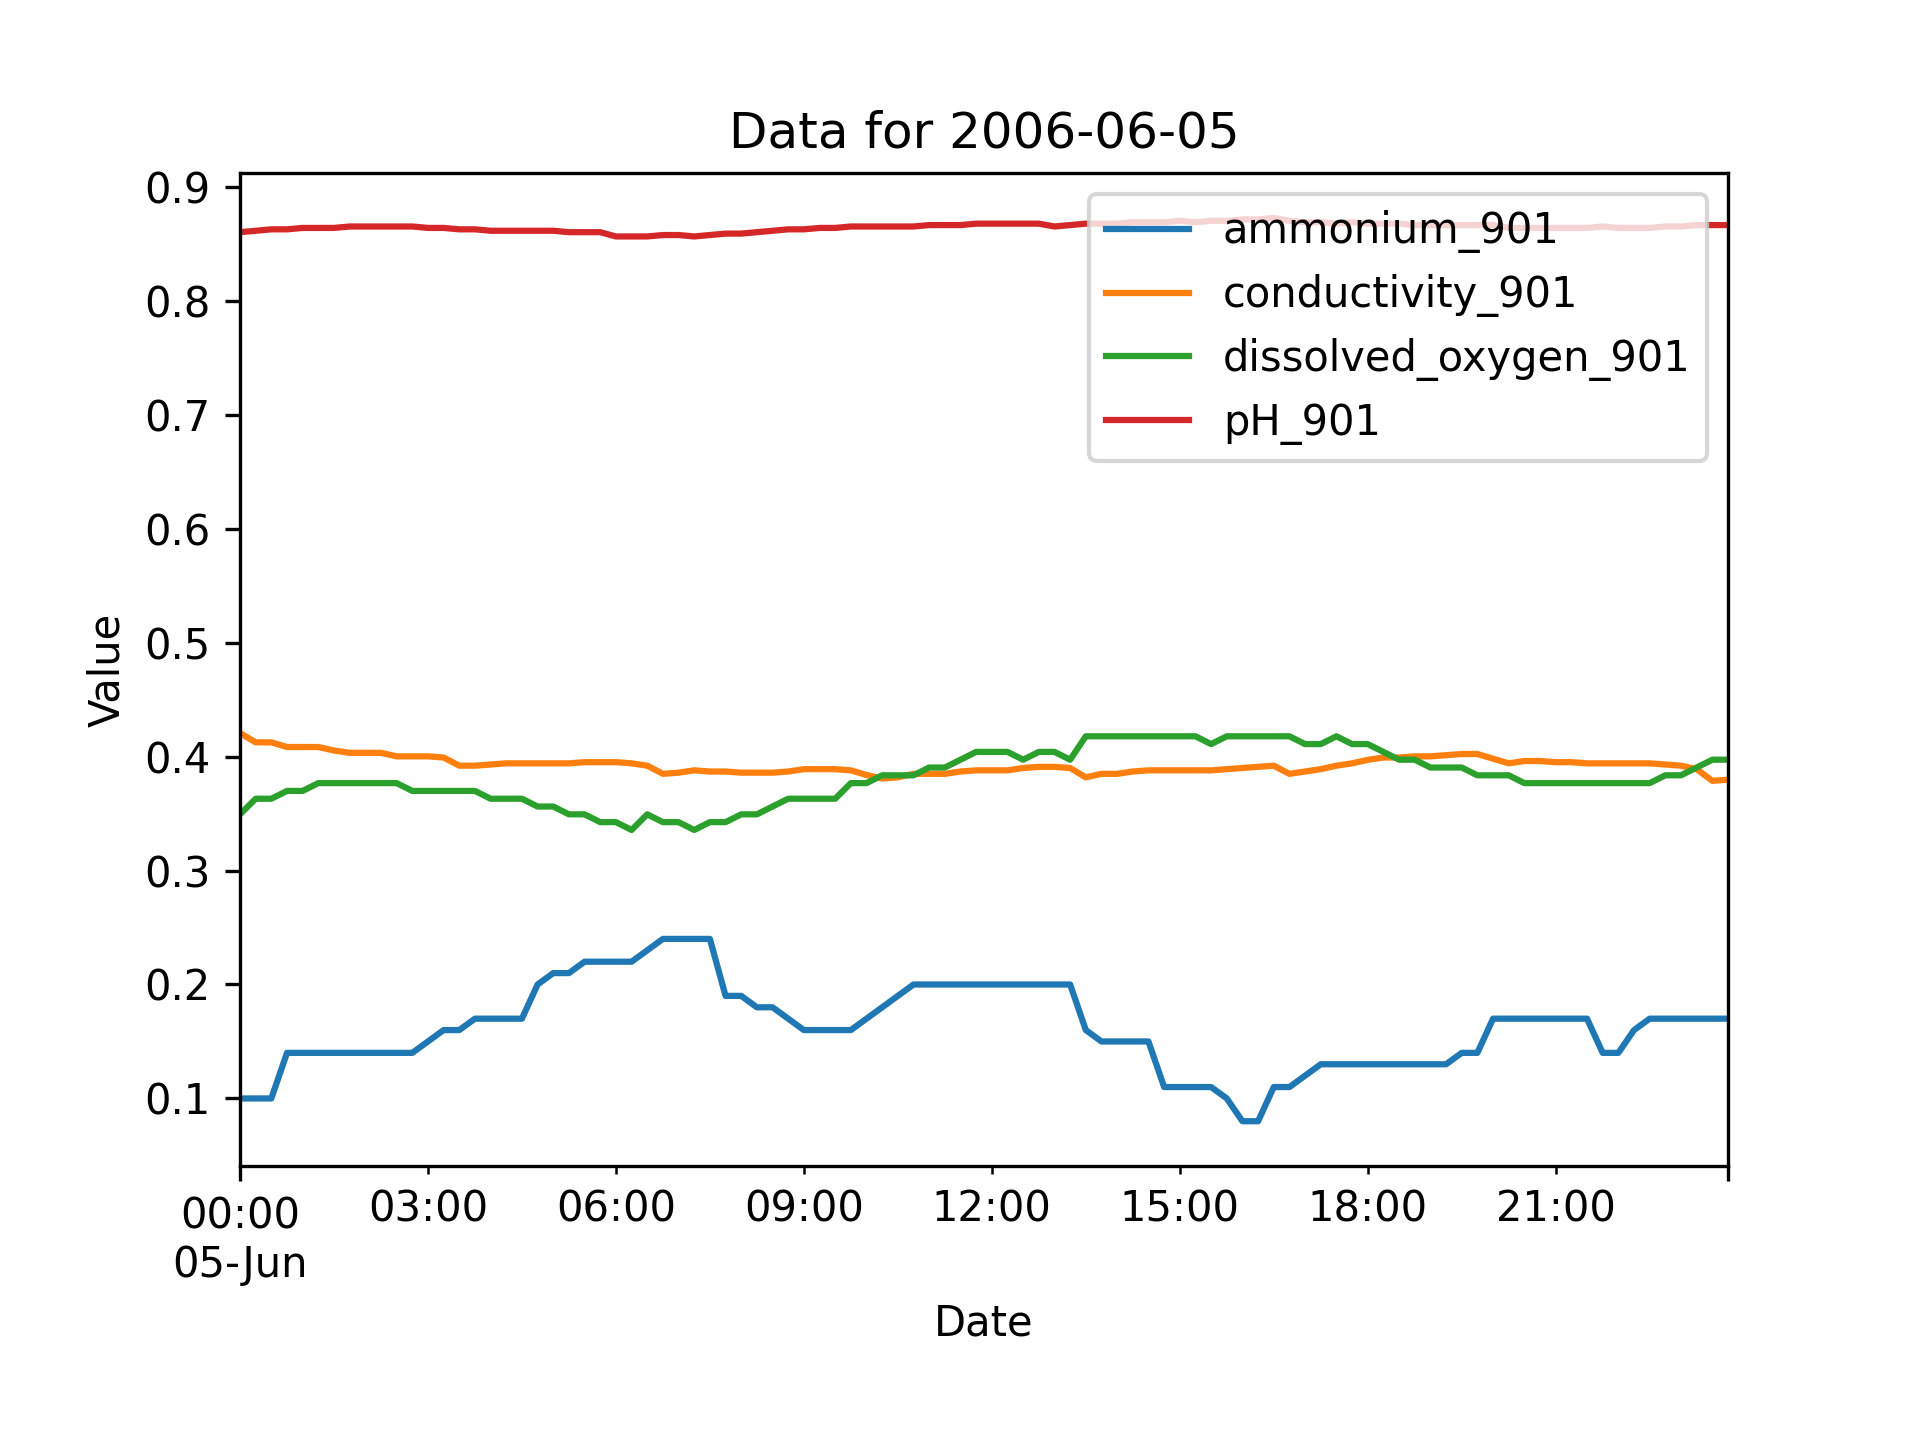 Data for 2006-06-05
0.9
0.8
0.7
0.6
0.5
0.4
0.3
0.2
0.1
Value
ammonium_901
conductivity_901
dissolved_oxygen_901
pH_901
00:00 03:00 06:00 09:00 12:00 15:00 18:00 21:00
05-Jun
Date